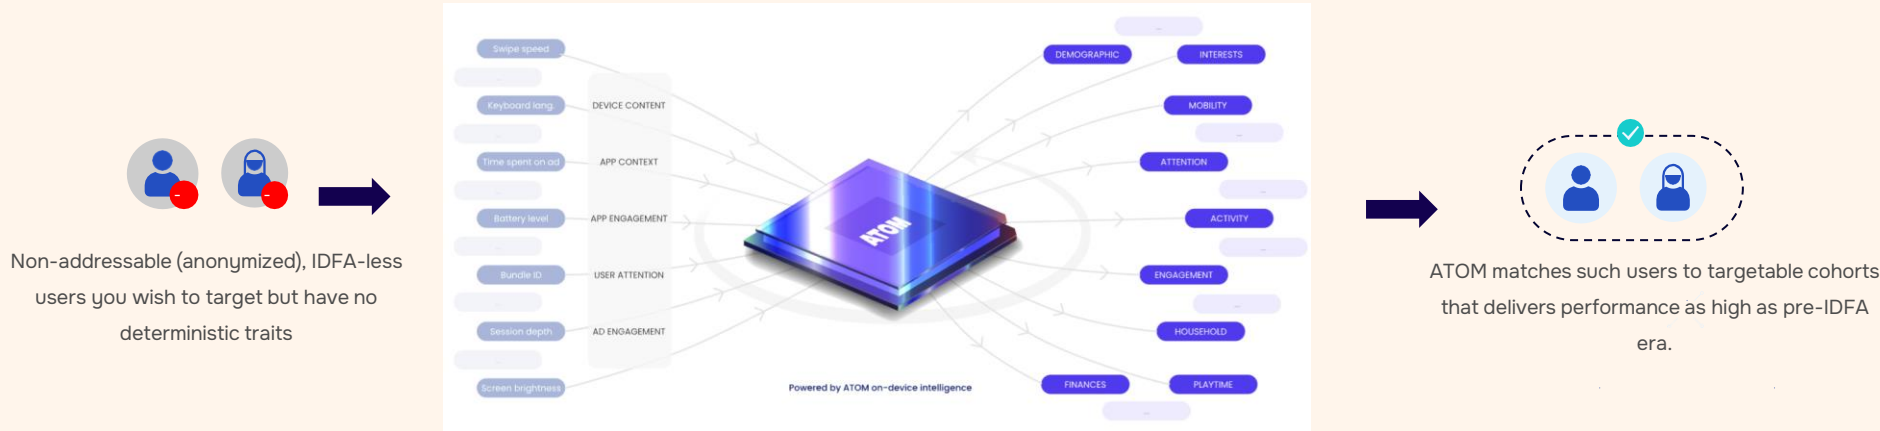 Non-addressable (anonymized), IDFA-less
users you wish to target but have no
deterministic traits
Swipe speed
Keyboard lang.
Time spent on ad
Battery level
Bundle ID
Session depth
Screen brightness
DEVICE CONTENT
APP CONTEXT
APP ENGAGEMENT
USER ATTENTION
AD ENGAGEMENT
ATOM
Powered by ATOM on-device intelligence
DEMOGRAPHIC
INTERESTS
MOBILITY
ATTENTION
ACTIVITY
ENGAGEMENT
HOUSEHOLD
FINANCES
PLAYTIME
ATOM matches such users to targetable cohorts
that delivers performance as high as pre-IDFA
era.